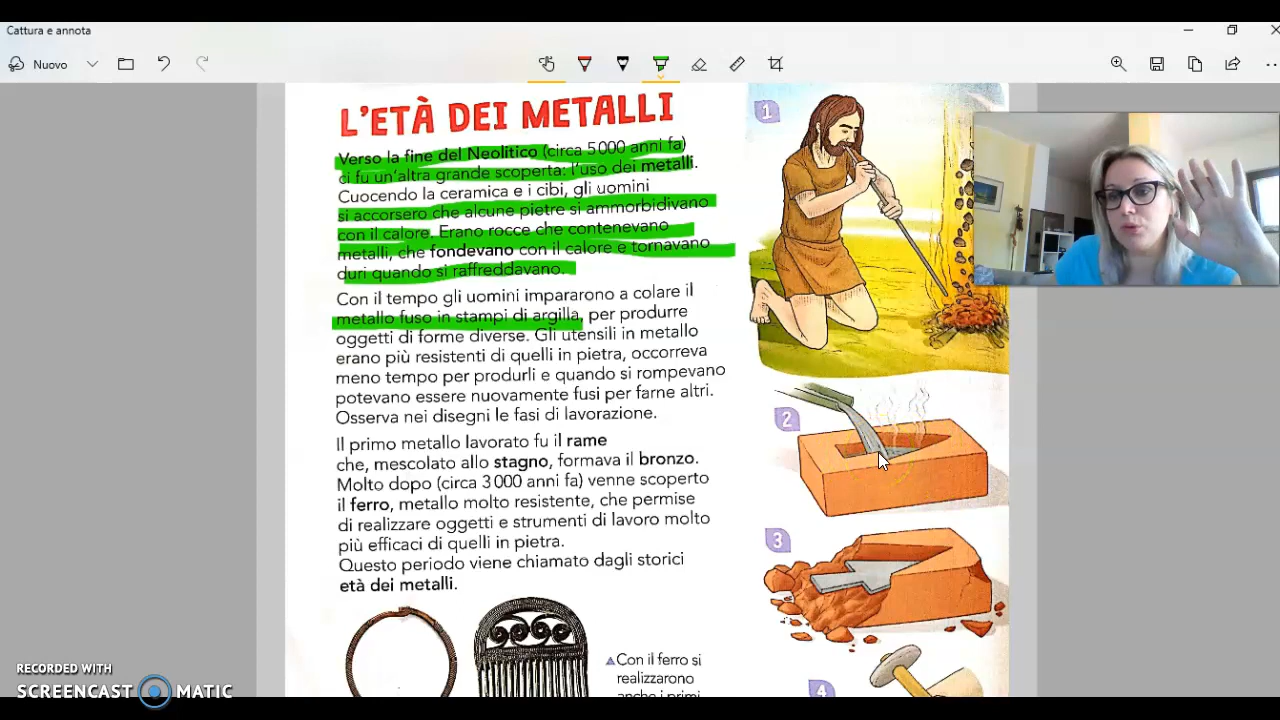 Cattura e annota
Nuovo
L'ETÀ DEI METALLI
Verso la fine del Neolitico (circa 5 000 anni fa)
ci fu un'altra grande scoperta: l'uso dei metalli.
Cuocendo la ceramica e i cibi, gli uomini
si accorsero che alcune pietre si ammorbidivano
con il calore. Erano rocce che contenevano
metalli, che fondevano con il calore e tornavano
duri quando si raffreddavano.
Con il tempo gli uomini impararono a colare il
metallo fuso in stampi di argilla, per produrre
oggetti di forme diverse. Gli utensili in metallo
erano più resistenti di quelli in pietra, occorreva
meno tempo per produrli e quando si rompevano
potevano essere nuovamente fusi per farne altri.
Osserva nei disegni le fasi di lavorazione.
Il primo metallo lavorato fu il rame
che, mescolato allo stagno, formava il bronzo.
Molto dopo (circa 3 000 anni fa) venne scoperto
il ferro, metallo molto resistente, che permise
di realizzare oggetti e strumenti di lavoro molto
più efficaci di quelli in pietra.
Questo periodo viene chiamato dagli storici
età dei metalli.
Con il ferro si
realizzarono
anche i primi
1
2
3
4
RECORDED WITH
SCREENCAST MATIC